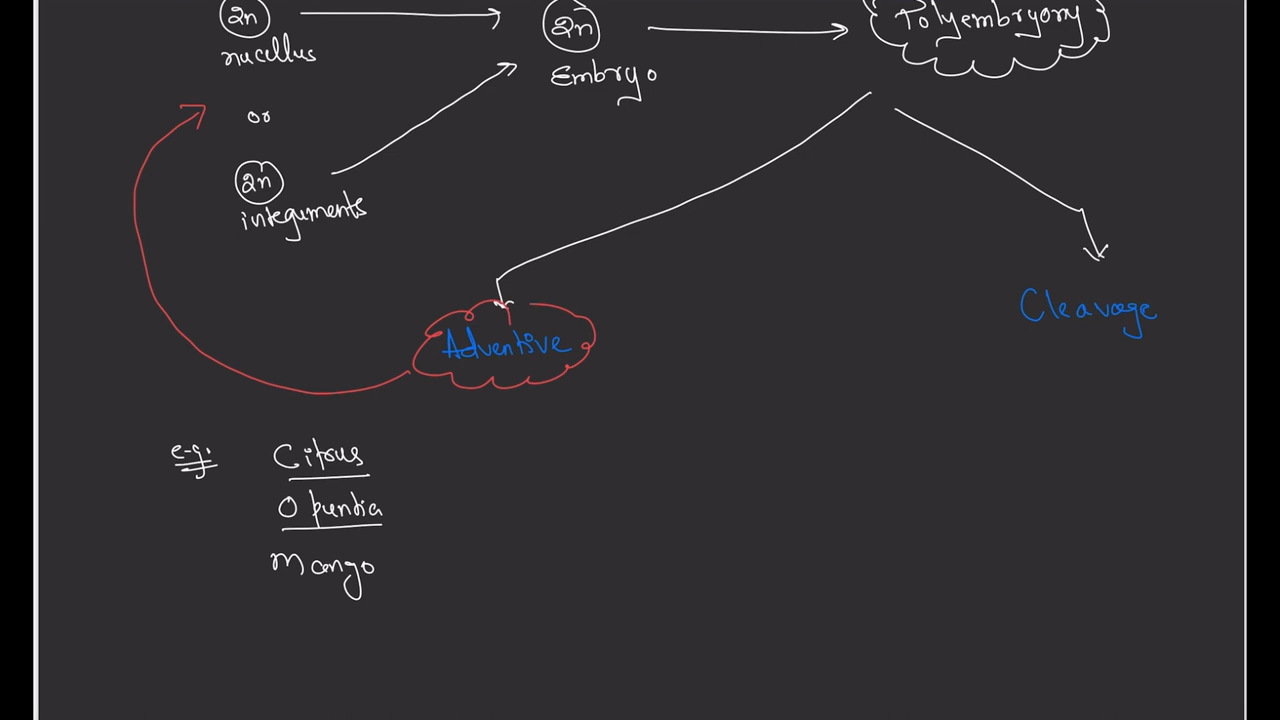 2n
nucellus
2n
Embryo
Polyembryony
or
2n
integuments
Adventive
Cleavage
e.g. Citrus
Opuntia
Mango